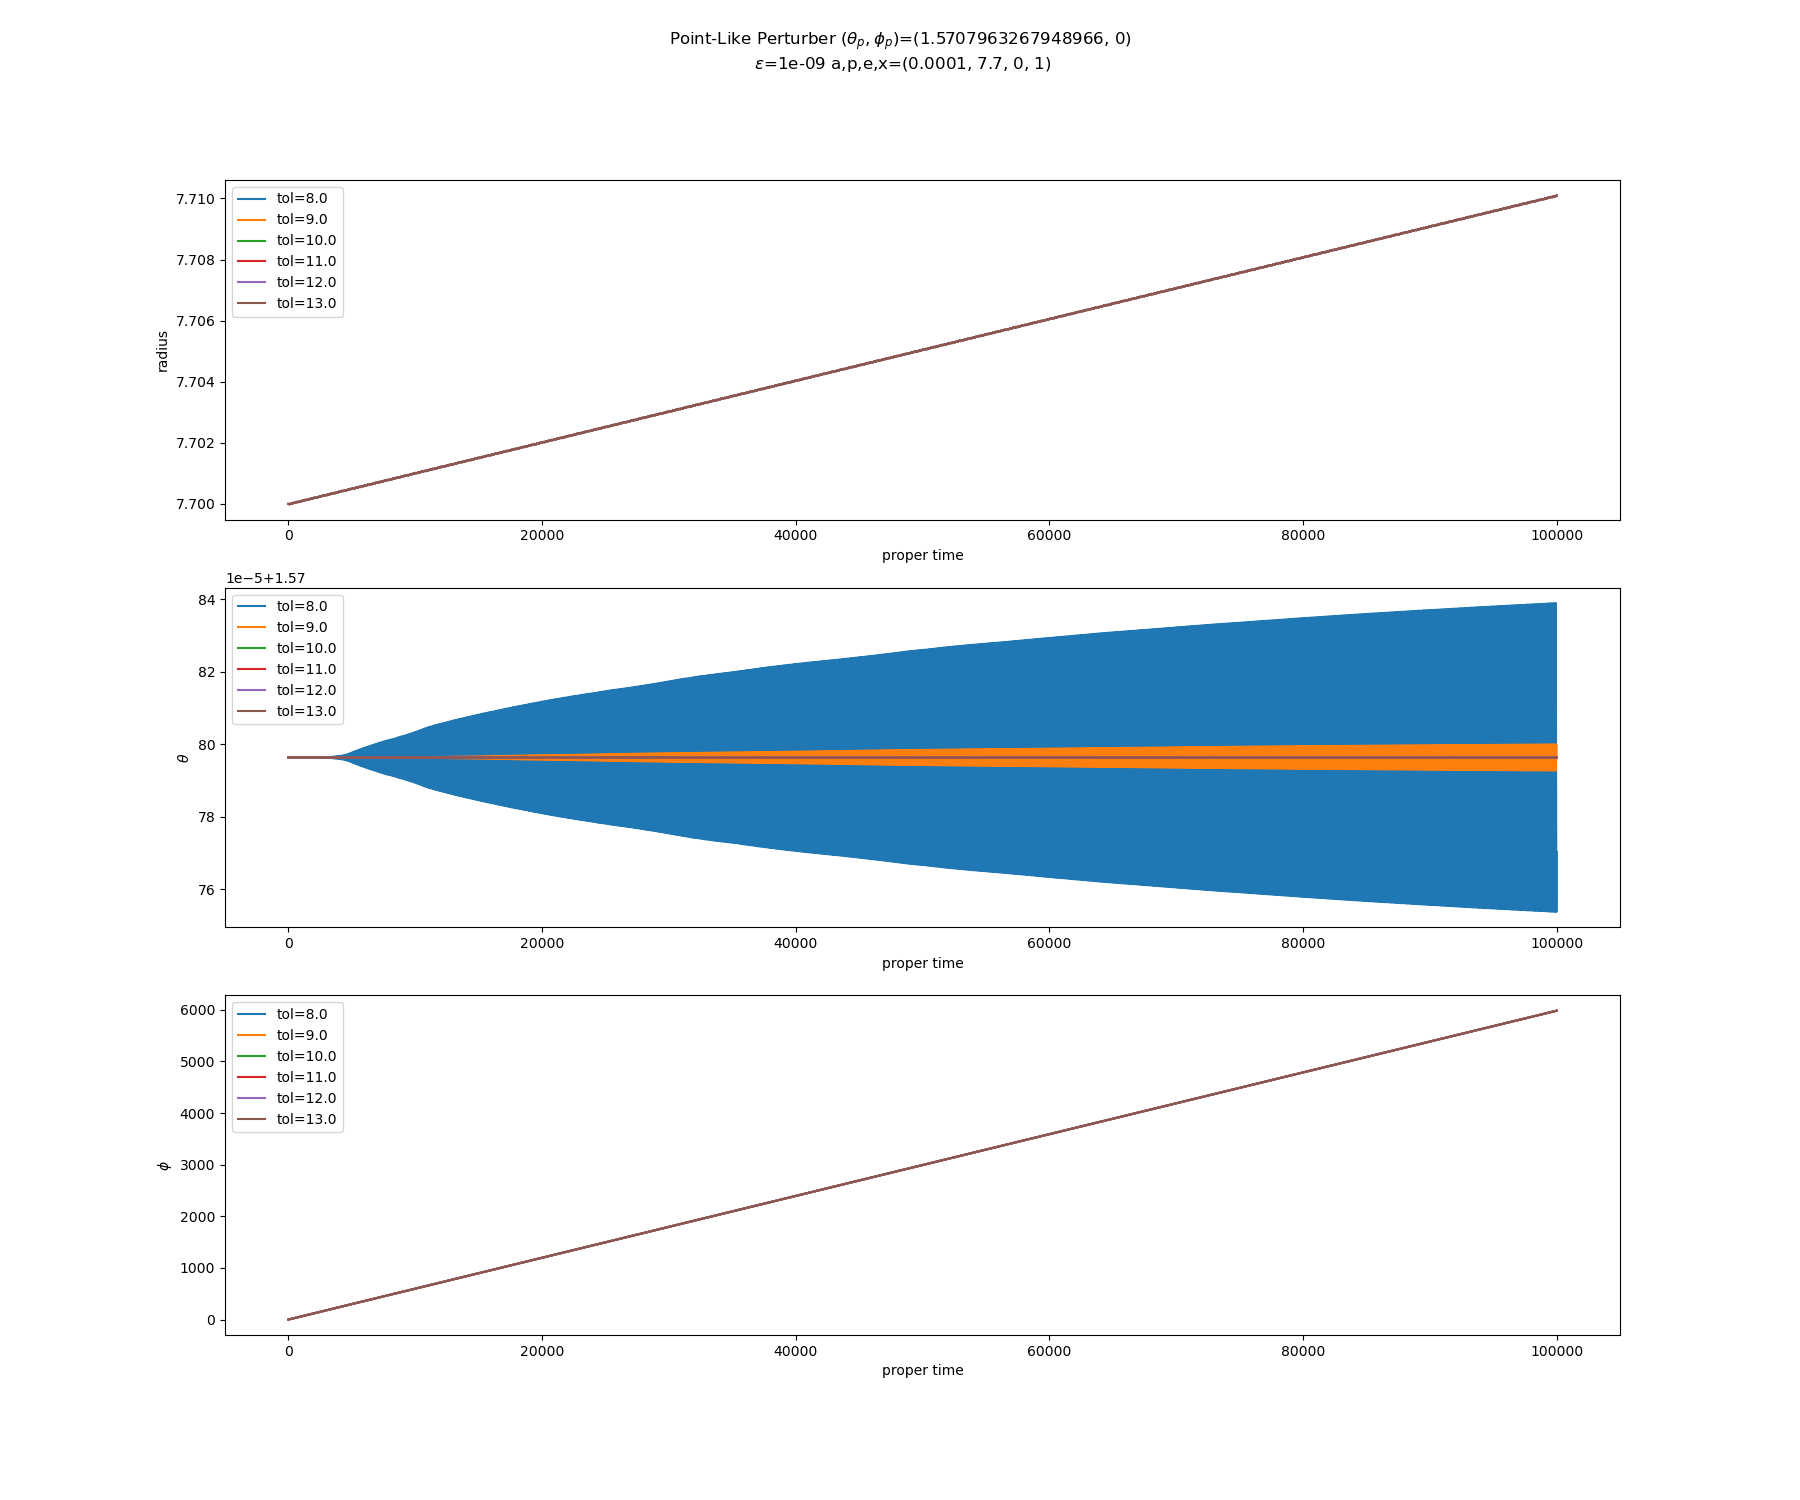 Point-Like Perturber (θₚ, ϕₚ)=(1.5707963267948966, 0)
ε=1e-09 a,p,e,x=(0.0001, 7.7, 0, 1)
7.710
7.708
7.706
7.704
7.702
7.700
radius
tol=8.0
tol=9.0
tol=10.0
tol=11.0
tol=12.0
tol=13.0
0 20000 40000 60000 80000 100000
proper time
1e−5+1.57
84
82
80
78
76
θ
tol=8.0
tol=9.0
tol=10.0
tol=11.0
tol=12.0
tol=13.0
0 20000 40000 60000 80000 100000
proper time
6000
5000
4000
3000
2000
1000
0
ϕ
tol=8.0
tol=9.0
tol=10.0
tol=11.0
tol=12.0
tol=13.0
0 20000 40000 60000 80000 100000
proper time